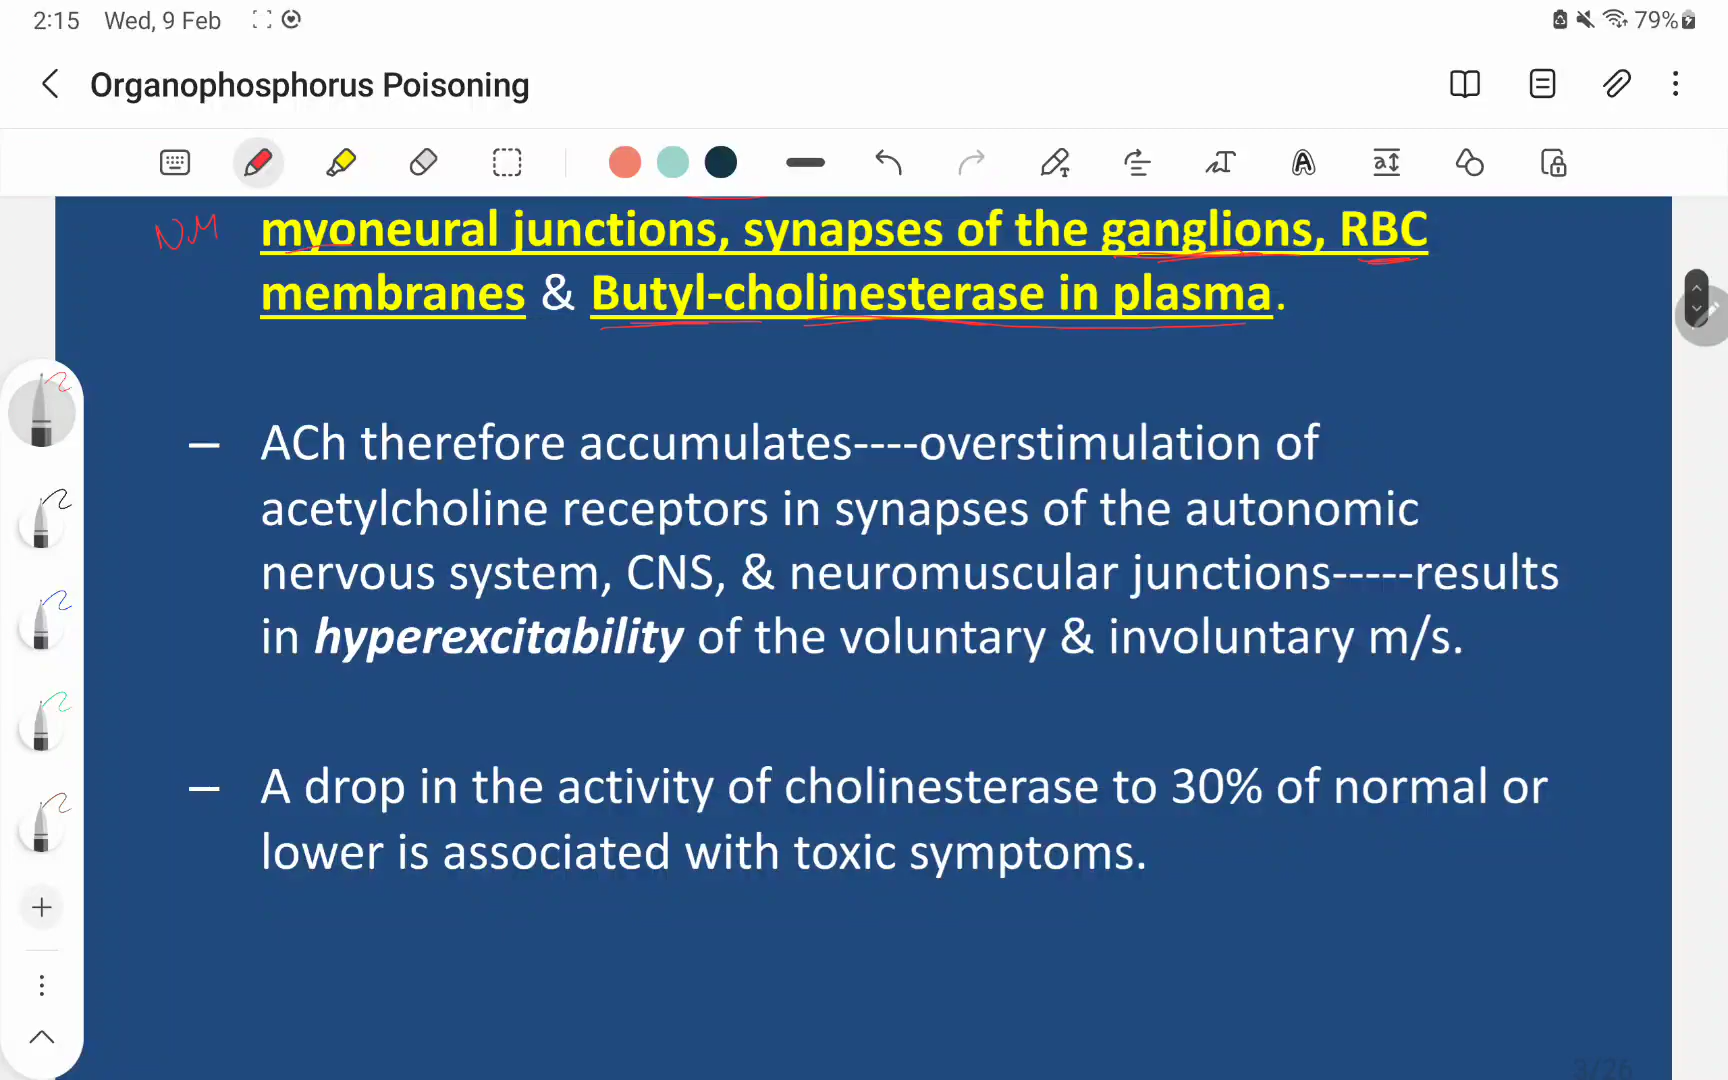 2:15 Wed, 9 Feb 79%
Organophosphorus Poisoning
NM myoneural junctions, synapses of the ganglions, RBC
membranes & Butyl-cholinesterase in plasma.
– ACh therefore accumulates----overstimulation of
acetylcholine receptors in synapses of the autonomic
nervous system, CNS, & neuromuscular junctions-----results
in hyperexcitability of the voluntary & involuntary m/s.
– A drop in the activity of cholinesterase to 30% of normal or
lower is associated with toxic symptoms.
3/26